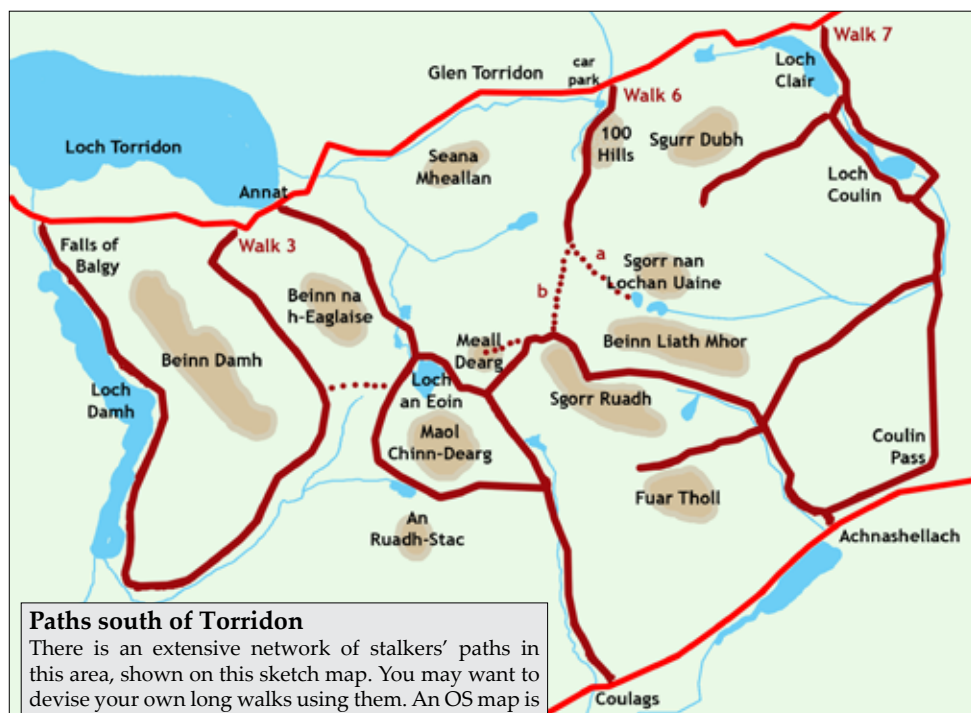 Walk 7
Loch
Clair
car
park
Glen Torridon
Walk 6
100
Hills
Sgurr Dubh
Loch Torridon
Seana
Mheallan
Annat
Loch
Coulin
Falls of
Balgy
Walk 3
a
Sgorr nan
Lochan Uaine
b
Beinn na
h-Eaglaise
Meall
Dearg
Beinn Liath Mhor
Beinn Damh
Loch
an Eoin
Sgorr Ruadh
Loch
Damh
Maol
Chinn-Dearg
Coulin
Pass
Fuar Tholl
An
Ruadh-Stac
Achnashellach
Paths south of Torridon
There is an extensive network of stalkers’ paths in
this area, shown on this sketch map. You may want to
devise your own long walks using them. An OS map is
Coulags